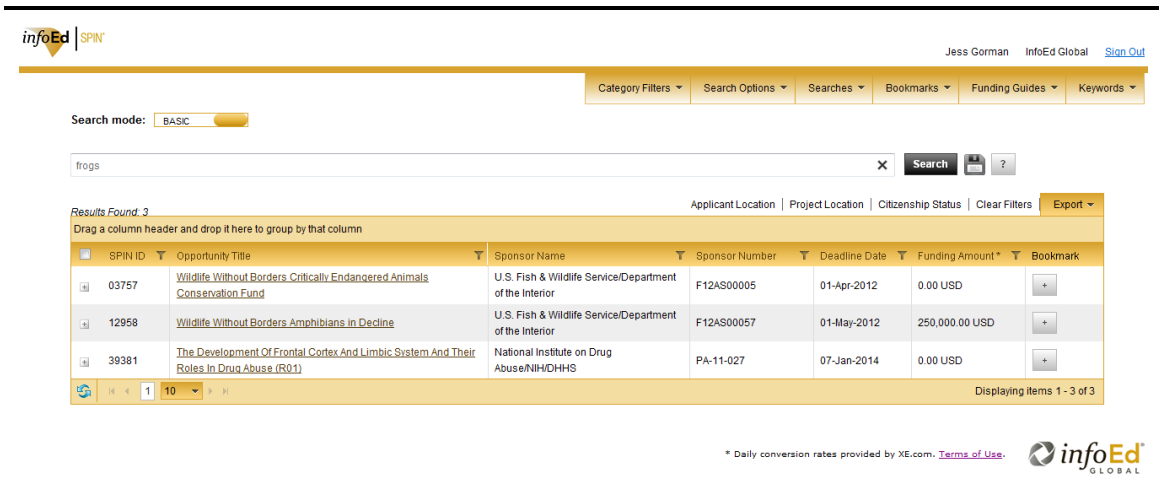 infoEd SPIN
Jess Gorman InfoEd Global Sign Out
Category Filters Search Options Searches Bookmarks Funding Guides Keywords
Search mode: BASIC
frogs Search ?
Applicant Location | Project Location | Citizenship Status | Clear Filters | Export
Results Found: 3
Drag a column header and drop it here to group by that column
SPIN ID Opportunity Title Sponsor Name Sponsor Number Deadline Date Funding Amount * Bookmark
03757 Wildlife Without Borders Critically Endangered Animals Conservation Fund U.S. Fish & Wildlife Service/Department of the Interior F12AS00005 01-Apr-2012 0.00 USD +
12958 Wildlife Without Borders Amphibians in Decline U.S. Fish & Wildlife Service/Department of the Interior F12AS00057 01-May-2012 250,000.00 USD +
39381 The Development Of Frontal Cortex And Limbic System And Their Roles In Drug Abuse (R01) National Institute on Drug Abuse/NIH/DHHS PA-11-027 07-Jan-2014 0.00 USD +
1 10 Displaying items 1 - 3 of 3
* Daily conversion rates provided by XE.com. Terms of Use.
infoEd
GLOBAL